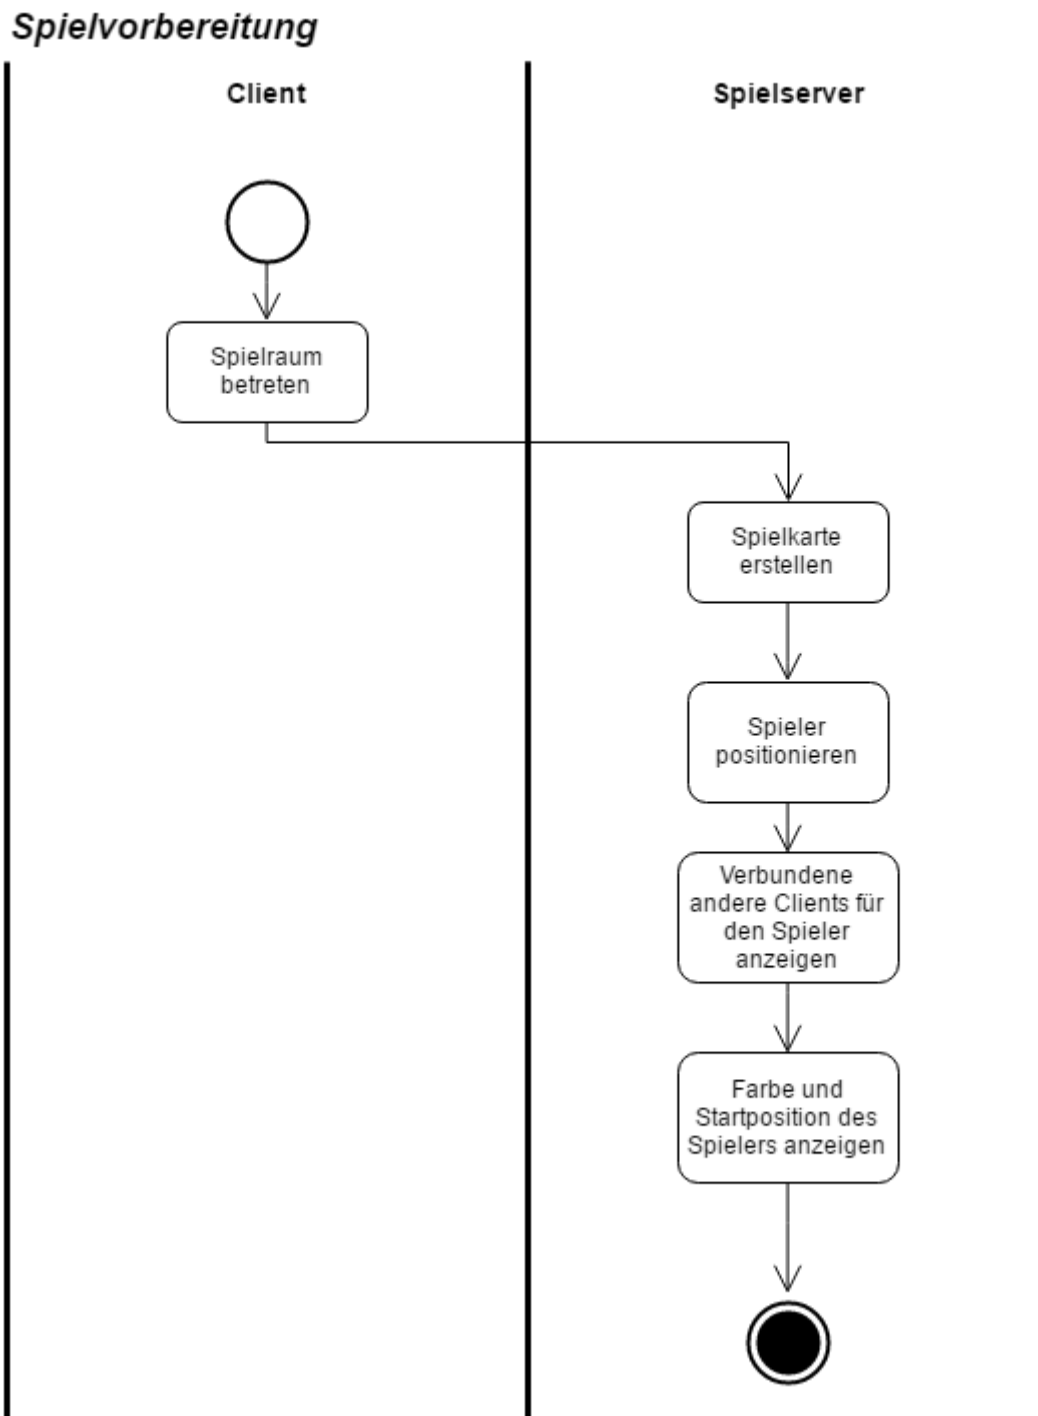 Spielvorbereitung
Client
Spielserver
Spielraum
betreten
Spielkarte
erstellen
Spieler
positionieren
Verbundene
andere Clients für
den Spieler
anzeigen
Farbe und
Startposition des
Spielers anzeigen